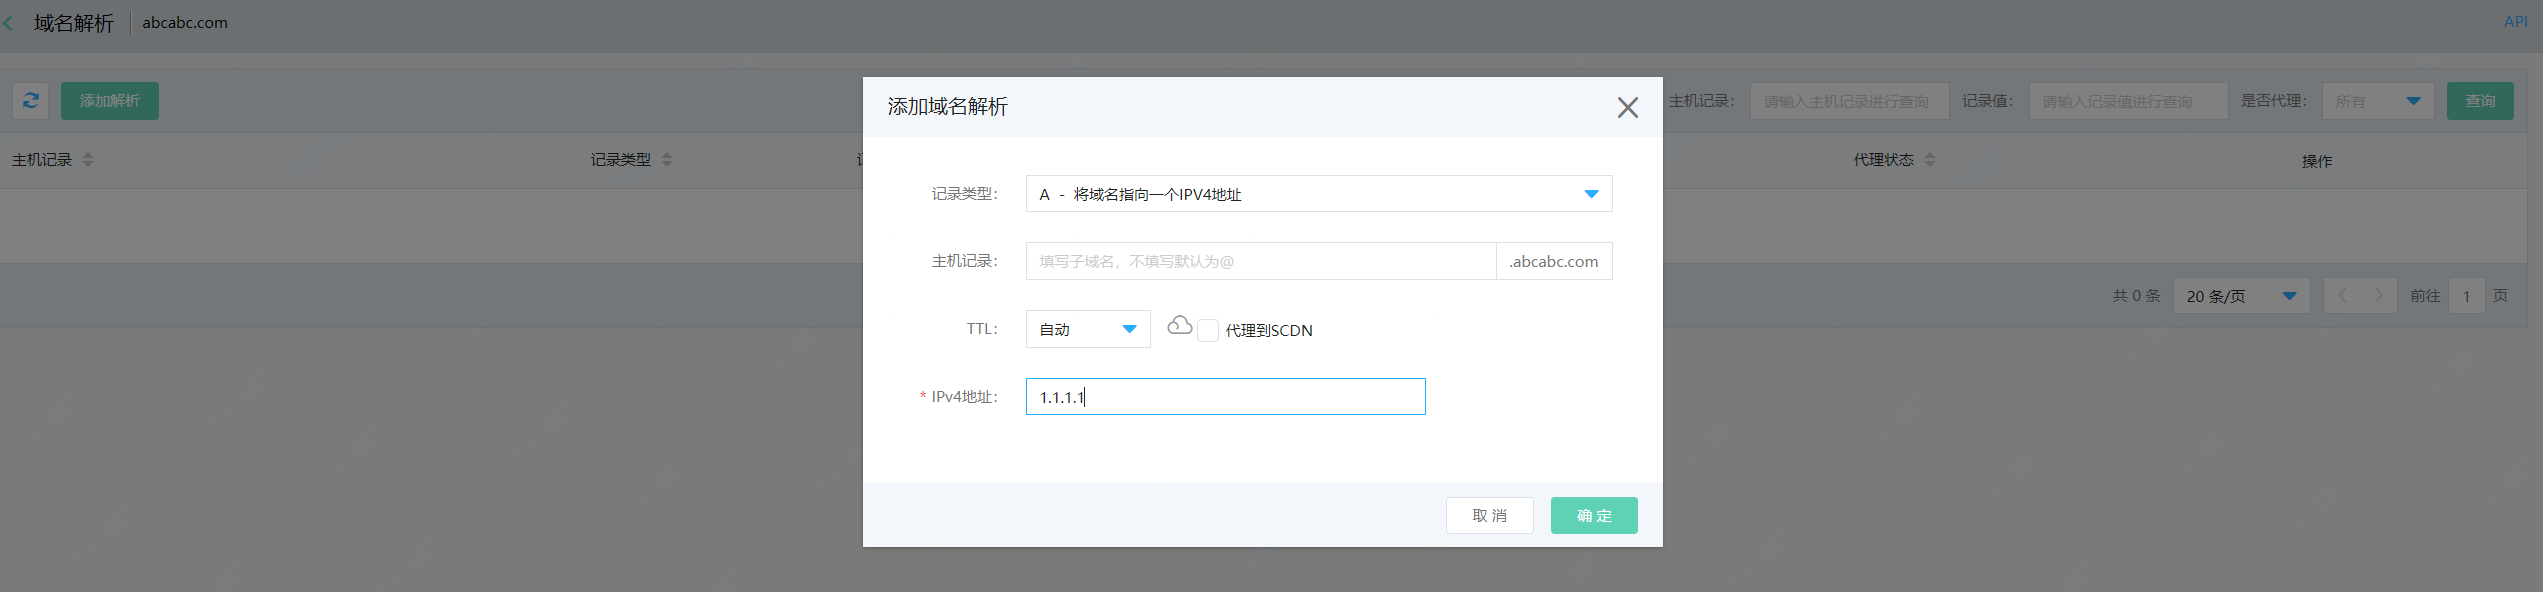 域名解析 abcabc.com API
添加解析 主机记录： 请输入主机记录进行查询 记录值： 请输入记录值进行查询 是否代理： 所有 查询
主机记录 记录类型 代理状态 操作
共 0 条 20 条/页 前往 1 页
添加域名解析
记录类型： A - 将域名指向一个IPV4地址
主机记录： 填写子域名，不填写默认为@ .abcabc.com
TTL： 自动 代理到SCDN
* IPv4地址： 1.1.1.1
取 消 确 定